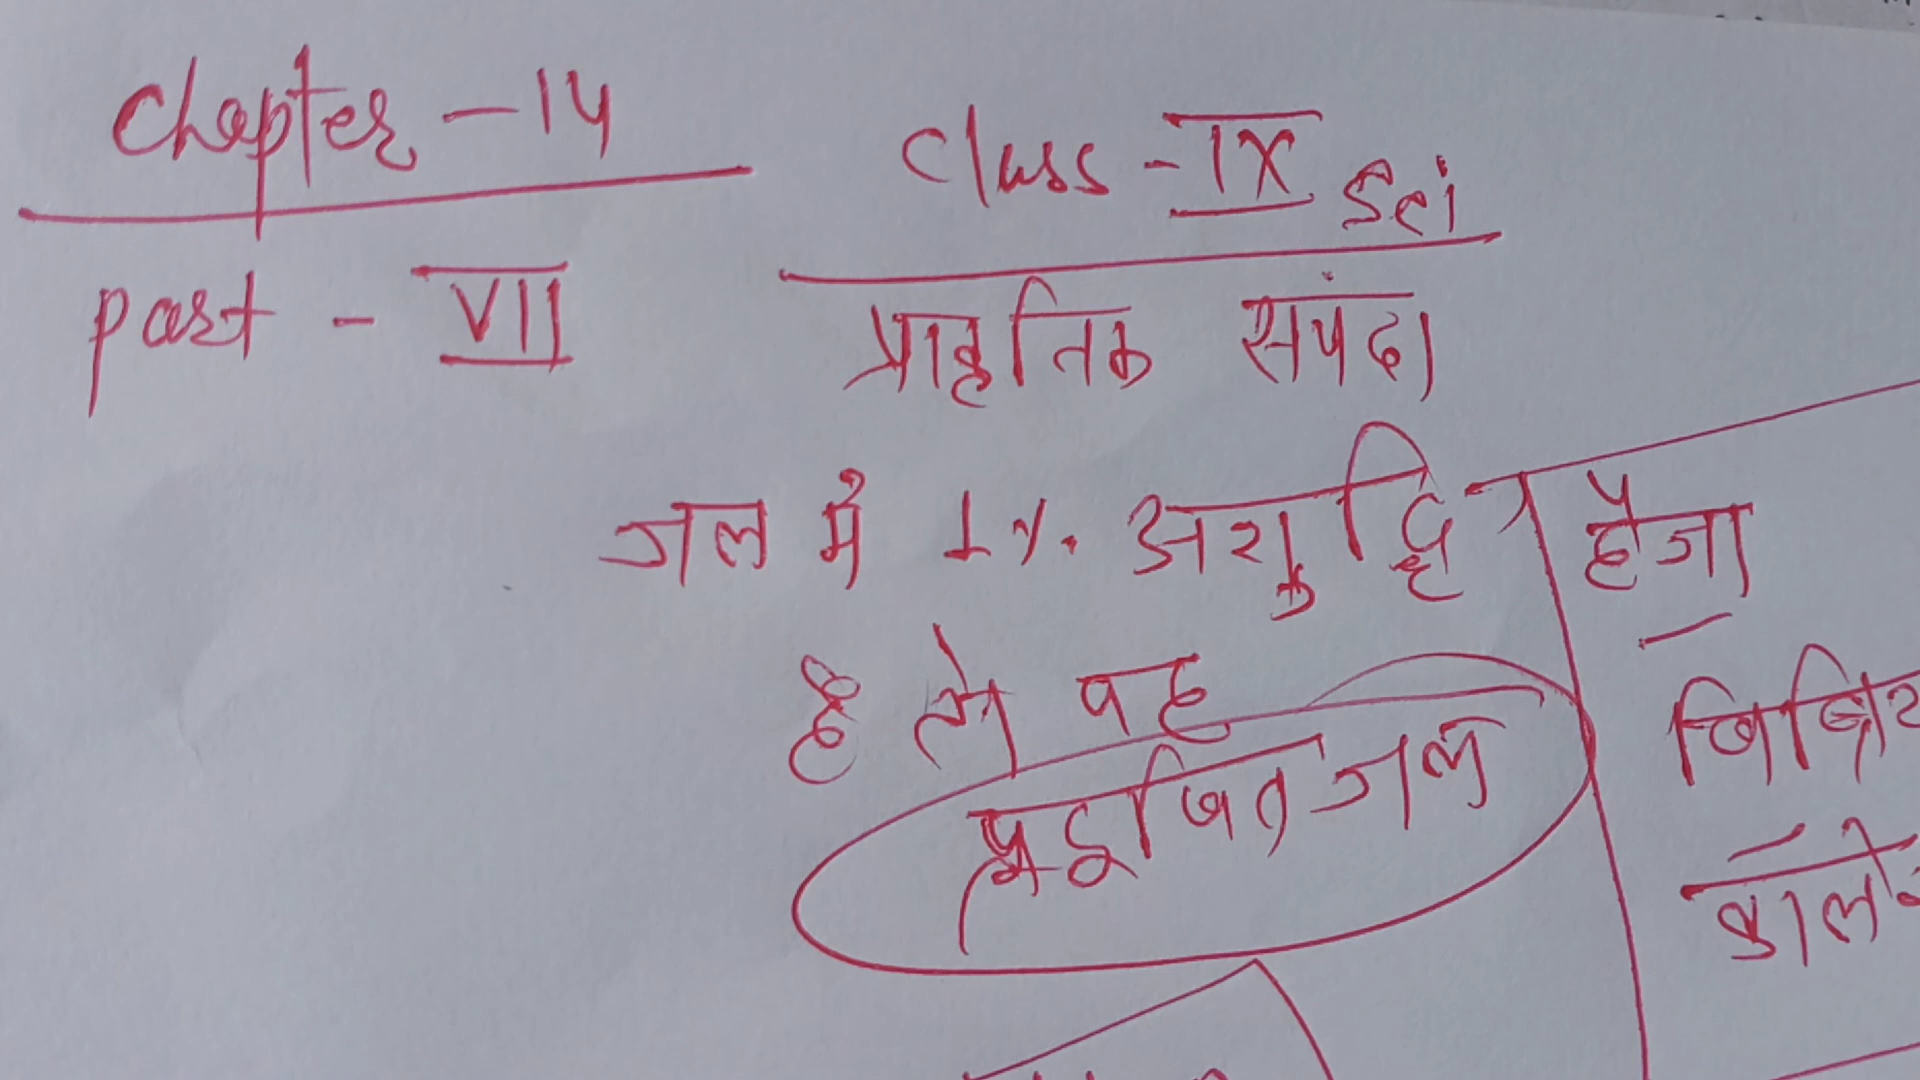 Chapter - 14
Part - VII
Class - IX Sci
प्राकृतिक संपदा
जल में 1% अशुद्धि
है तो वह
प्रदूषित जल
हैजा